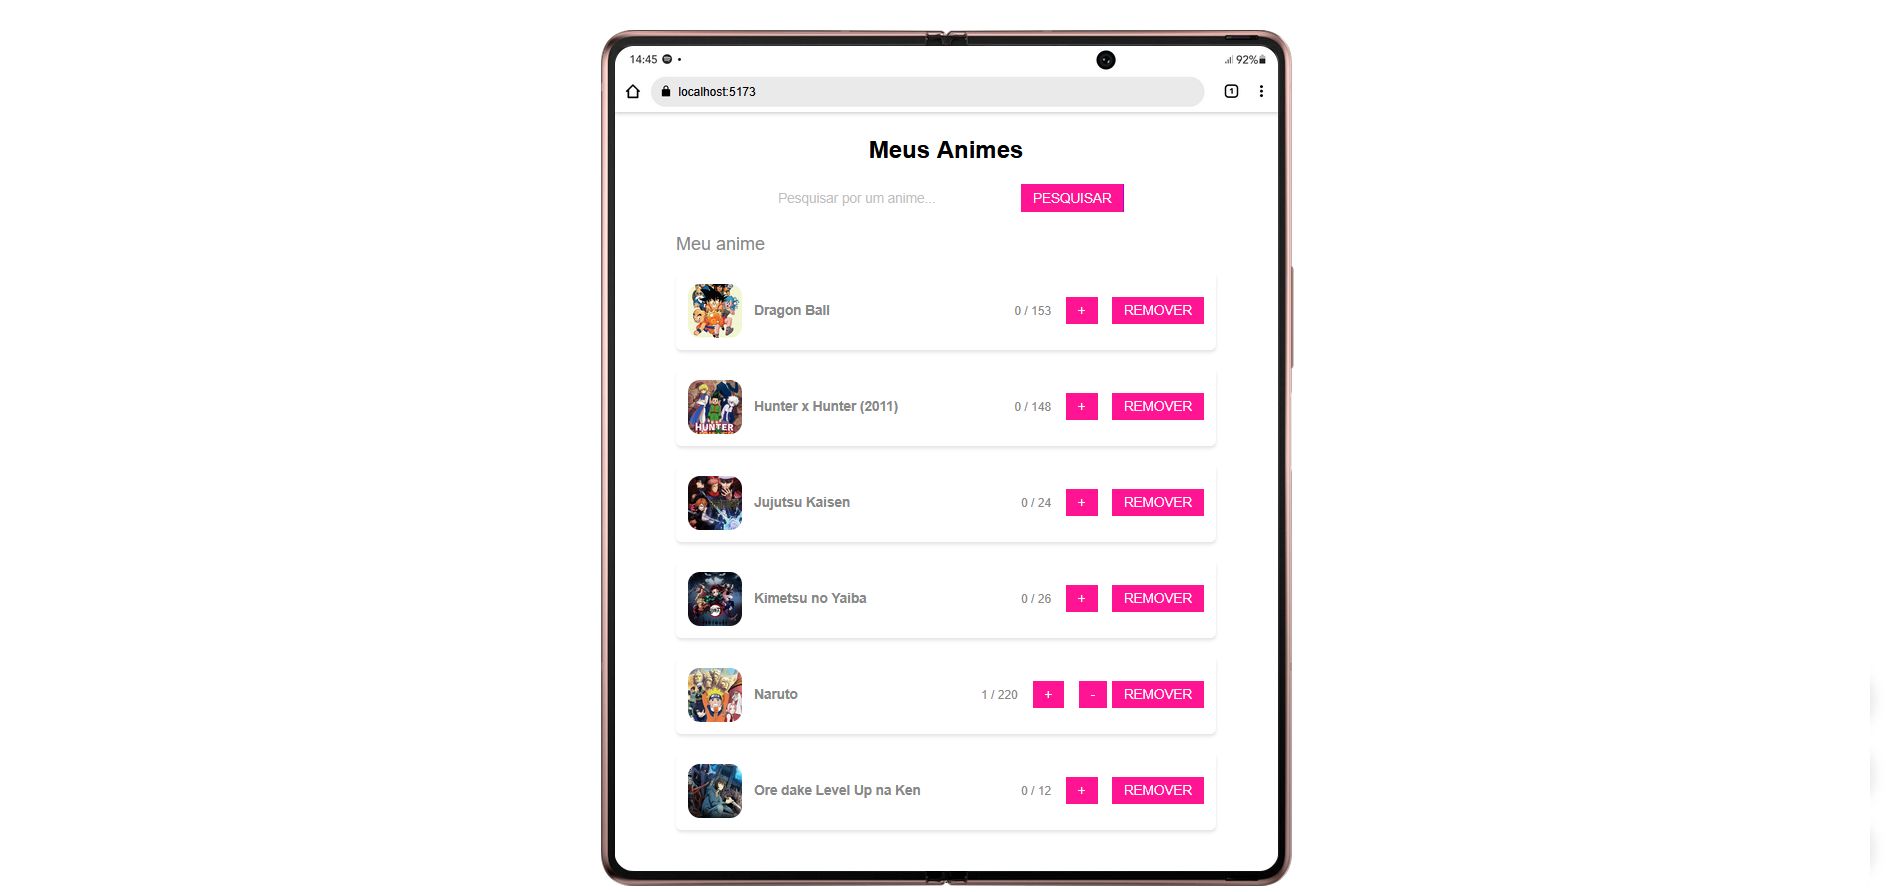 14:45 92%
localhost:5173 1
Meus Animes
Pesquisar por um anime... PESQUISAR
Meu anime
Dragon Ball 0 / 153 + REMOVER
HUNTER
Hunter x Hunter (2011) 0 / 148 + REMOVER
Jujutsu Kaisen 0 / 24 + REMOVER
Kimetsu no Yaiba 0 / 26 + REMOVER
Naruto 1 / 220 + - REMOVER
Ore dake Level Up na Ken 0 / 12 + REMOVER